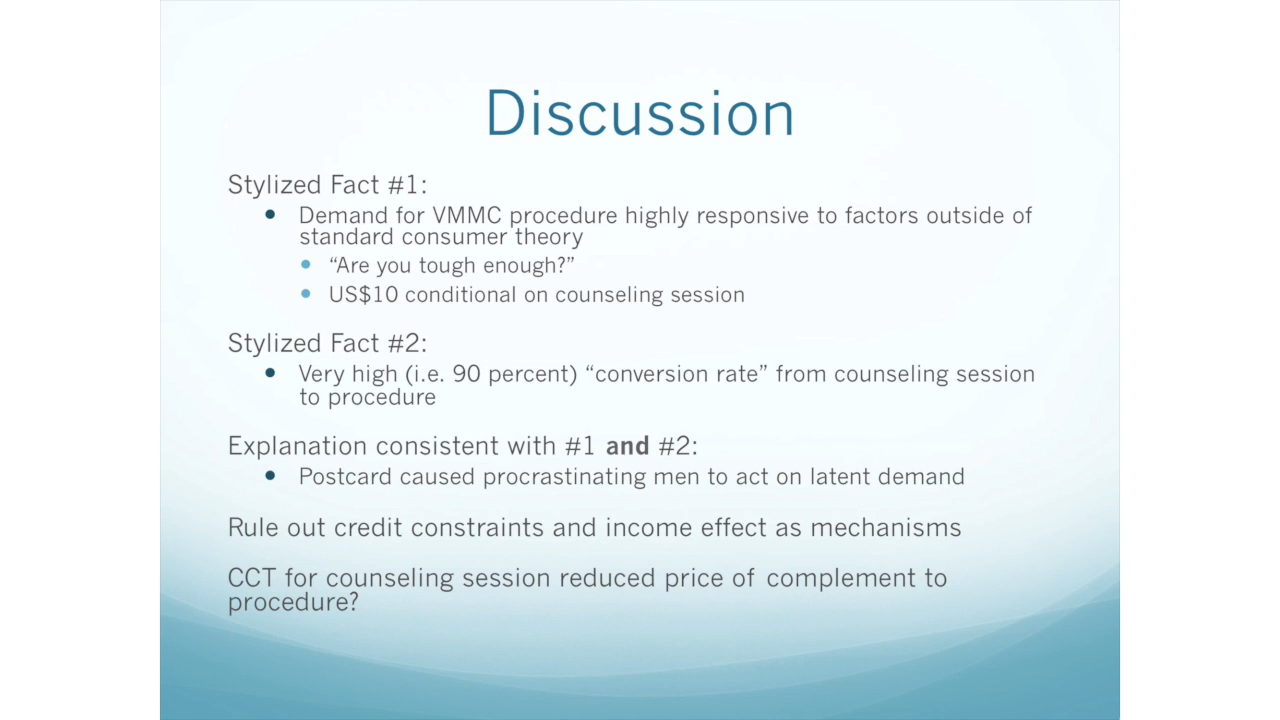 Discussion
Stylized Fact #1:
• Demand for VMMC procedure highly responsive to factors outside of
standard consumer theory
• “Are you tough enough?”
• US$10 conditional on counseling session
Stylized Fact #2:
• Very high (i.e. 90 percent) “conversion rate” from counseling session
to procedure
Explanation consistent with #1 and #2:
• Postcard caused procrastinating men to act on latent demand
Rule out credit constraints and income effect as mechanisms
CCT for counseling session reduced price of complement to
procedure?